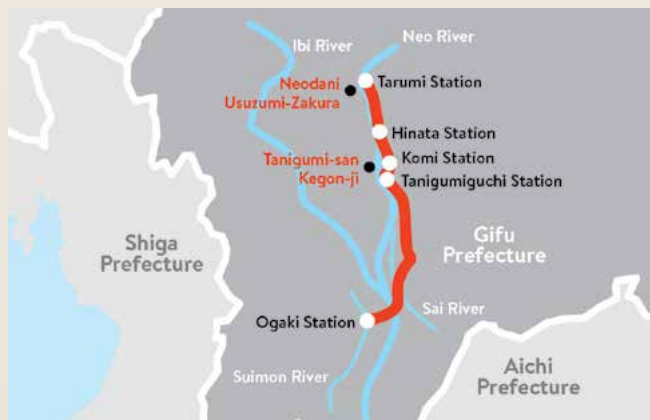 Ibi River
Neo River
Neodani
Usuzumi-Zakura
Tarumi Station
Hinata Station
Tanigumi-san
Kegon-ji
Komi Station
Tanigumiguchi Station
Shiga
Prefecture
Gifu
Prefecture
Sai River
Ogaki Station
Suimon River
Aichi
Prefecture